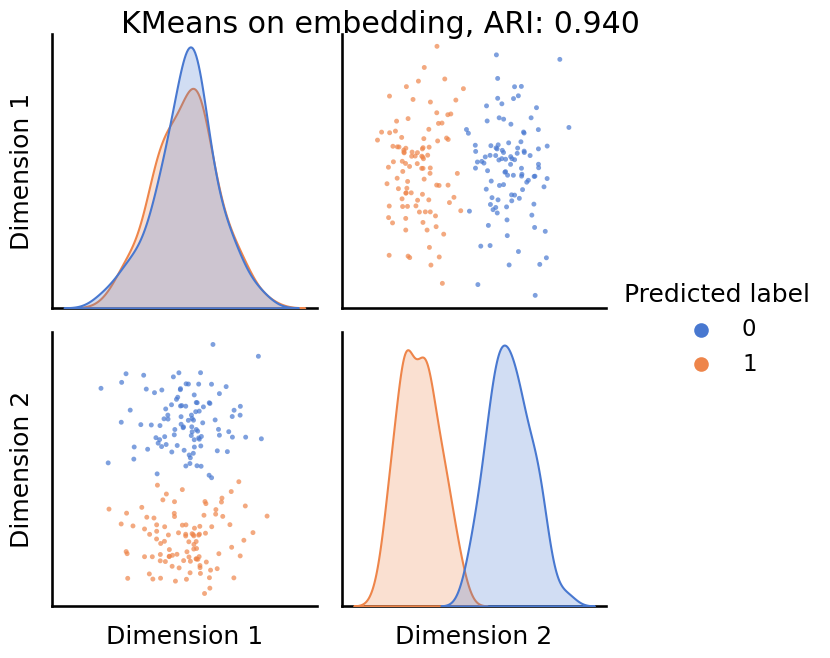 KMeans on embedding, ARI: 0.940
Dimension 1
Predicted label
0
1
Dimension 2
Dimension 1
Dimension 2